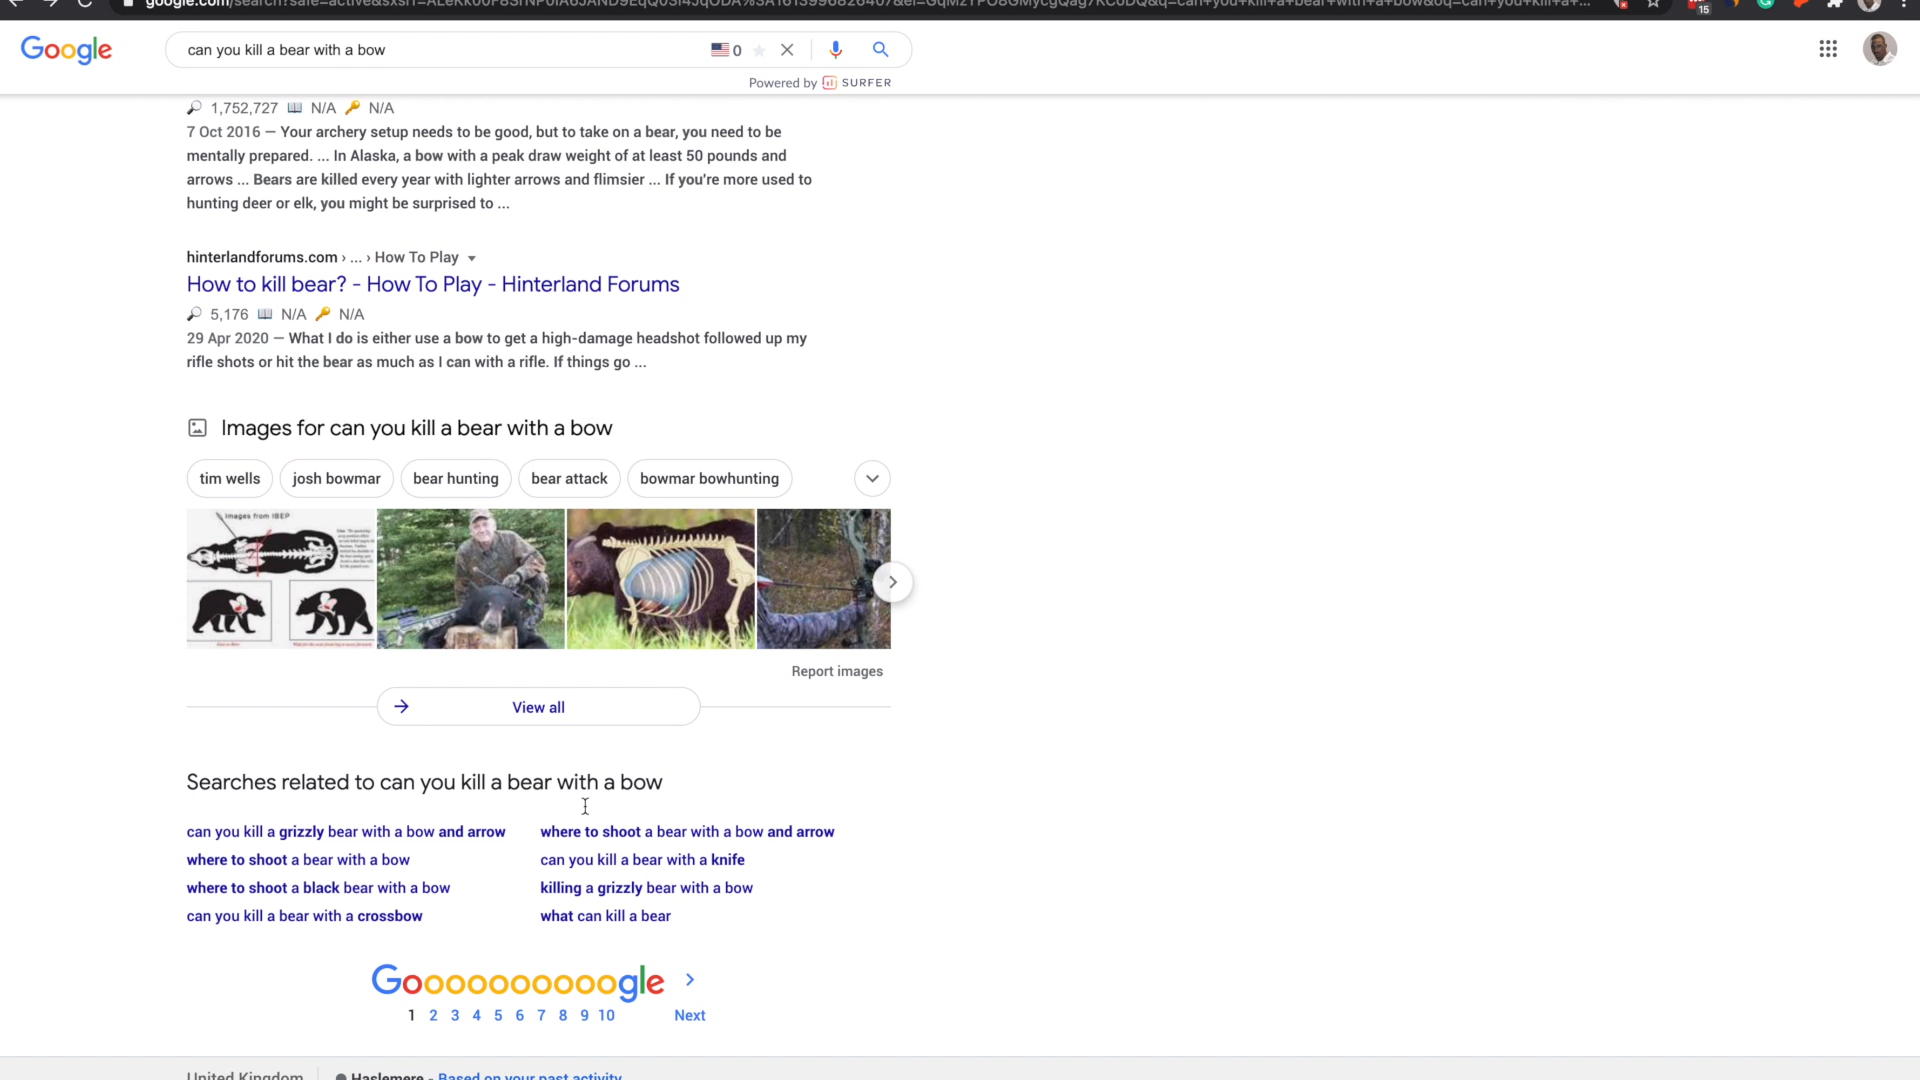 Google
can you kill a bear with a bow
0
15
Powered by SURFER
1,752,727 N/A N/A
7 Oct 2016 — Your archery setup needs to be good, but to take on a bear, you need to be
mentally prepared. ... In Alaska, a bow with a peak draw weight of at least 50 pounds and
arrows ... Bears are killed every year with lighter arrows and flimsier ... If you're more used to
hunting deer or elk, you might be surprised to ...
hinterlandforums.com › ... › How To Play
How to kill bear? - How To Play - Hinterland Forums
5,176 N/A N/A
29 Apr 2020 — What I do is either use a bow to get a high-damage headshot followed up my
rifle shots or hit the bear as much as I can with a rifle. If things go ...
Images for can you kill a bear with a bow
tim wells
josh bowmar
bear hunting
bear attack
bowmar bowhunting
Images from IBEP
Report images
View all
Searches related to can you kill a bear with a bow
can you kill a grizzly bear with a bow and arrow
where to shoot a bear with a bow and arrow
where to shoot a bear with a bow
can you kill a bear with a knife
where to shoot a black bear with a bow
killing a grizzly bear with a bow
can you kill a bear with a crossbow
what can kill a bear
Goooooooooogle
1 2 3 4 5 6 7 8 9 10 Next
United Kingdom
Haslemere - Based on your past activity